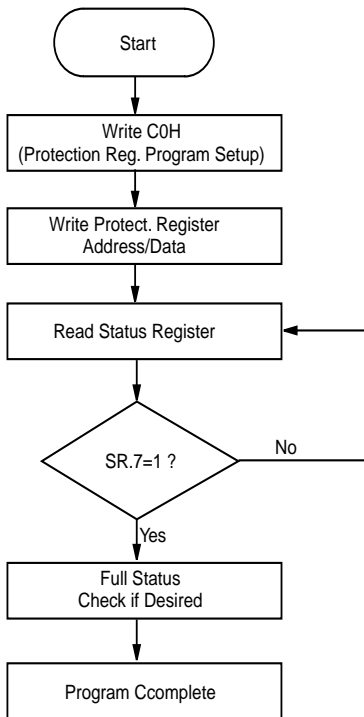 Start
Write C0H
(Protection Reg. Program Setup)
Write Protect. Register
Address/Data
Read Status Register
SR.7=1 ?
No
Yes
Full Status
Check if Desired
Program Ccomplete